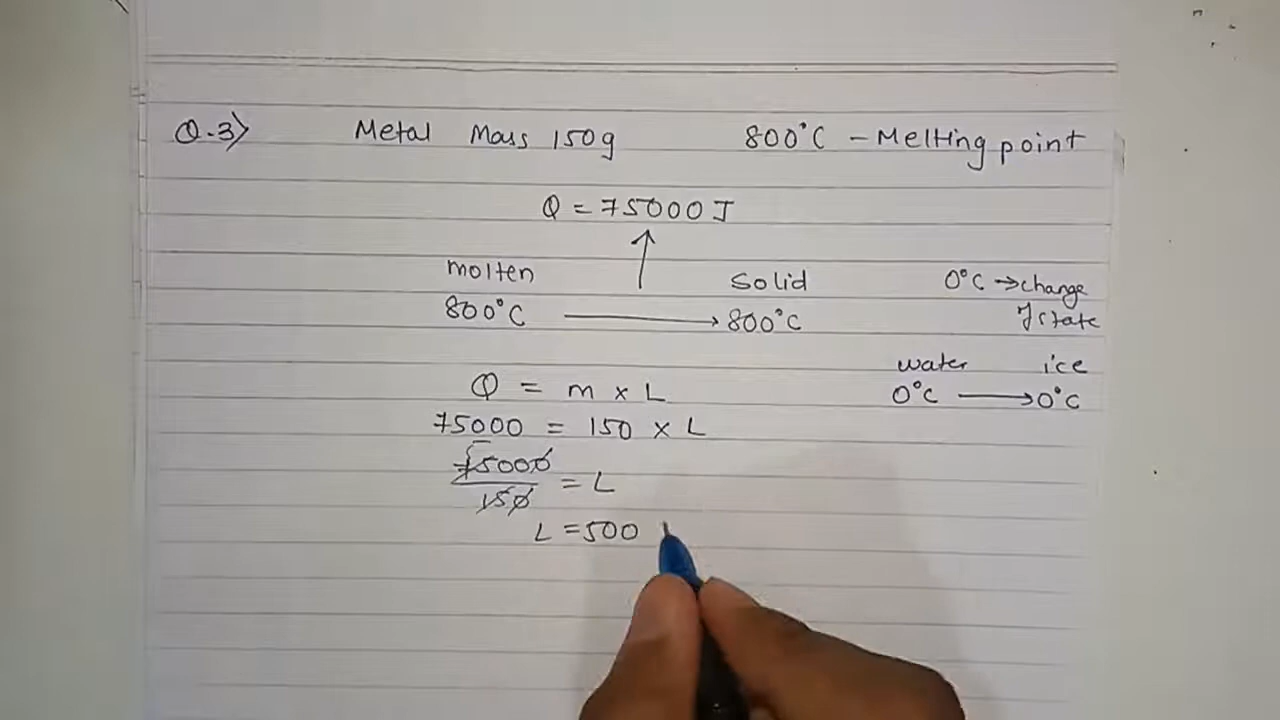 Q.3) Metal Mass 150g 800°C - Melting point
Q = 75000 J
molten solid 0°C → change
800°C → 800°C of state
water ice
Q = m × L 0°C → 0°C
75000 = 150 × L
75000 / 150 = L
L = 500